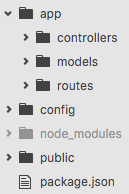 app
controllers
models
routes
config
node_modules
public
package.json